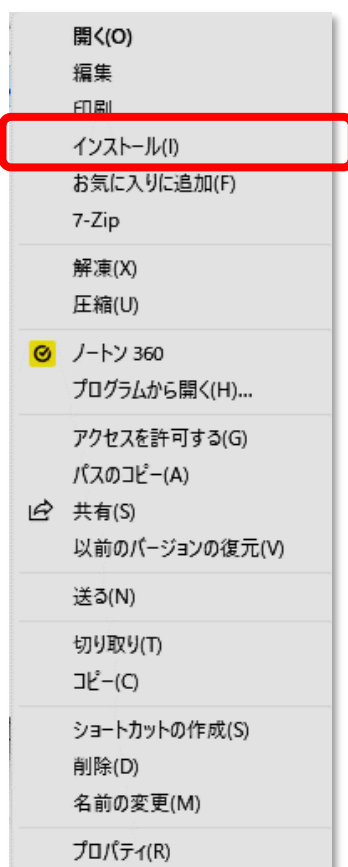 開く(O)
編集
印刷
インストール(I)
お気に入りに追加(F)
7-Zip
解凍(X)
圧縮(U)
ノートン 360
プログラムから開く(H)...
アクセスを許可する(G)
パスのコピー(A)
共有(S)
以前のバージョンの復元(V)
送る(N)
切り取り(T)
コピー(C)
ショートカットの作成(S)
削除(D)
名前の変更(M)
プロパティ(R)